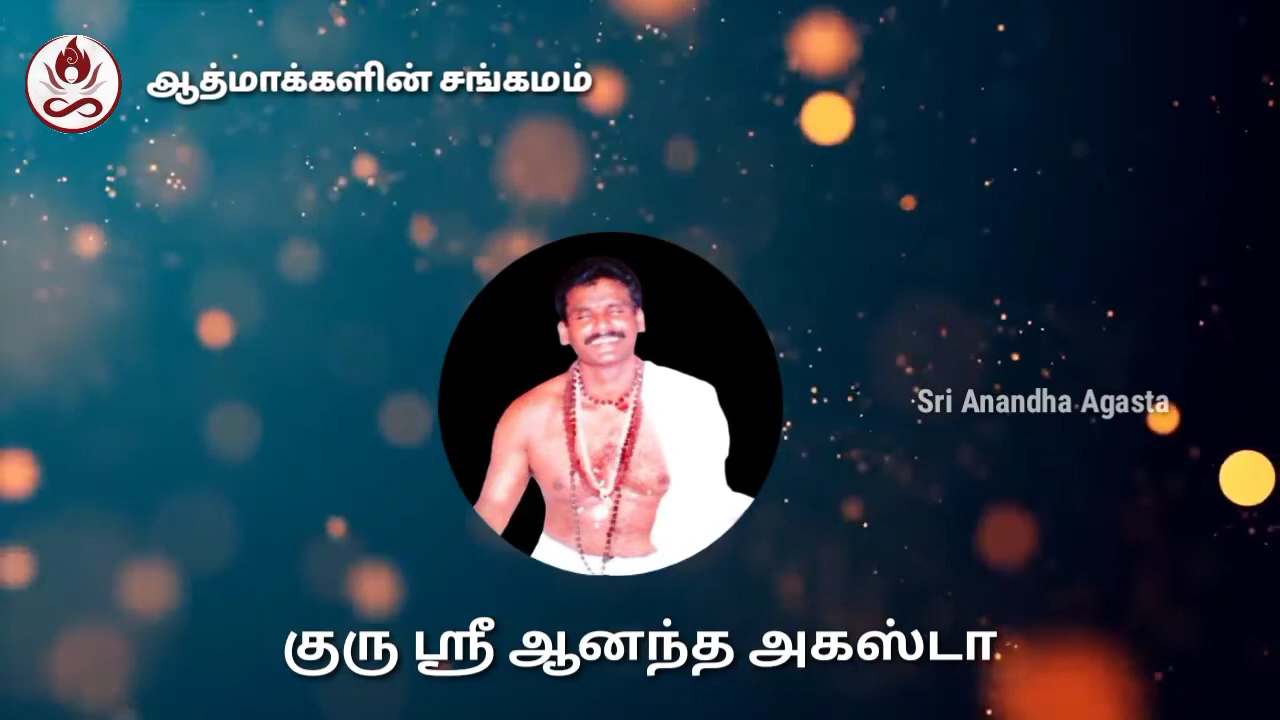 ஆத்மாக்களின் சங்கமம்
Sri Anandha Agasta
குரு ஸ்ரீ ஆனந்த அகஸ்டா